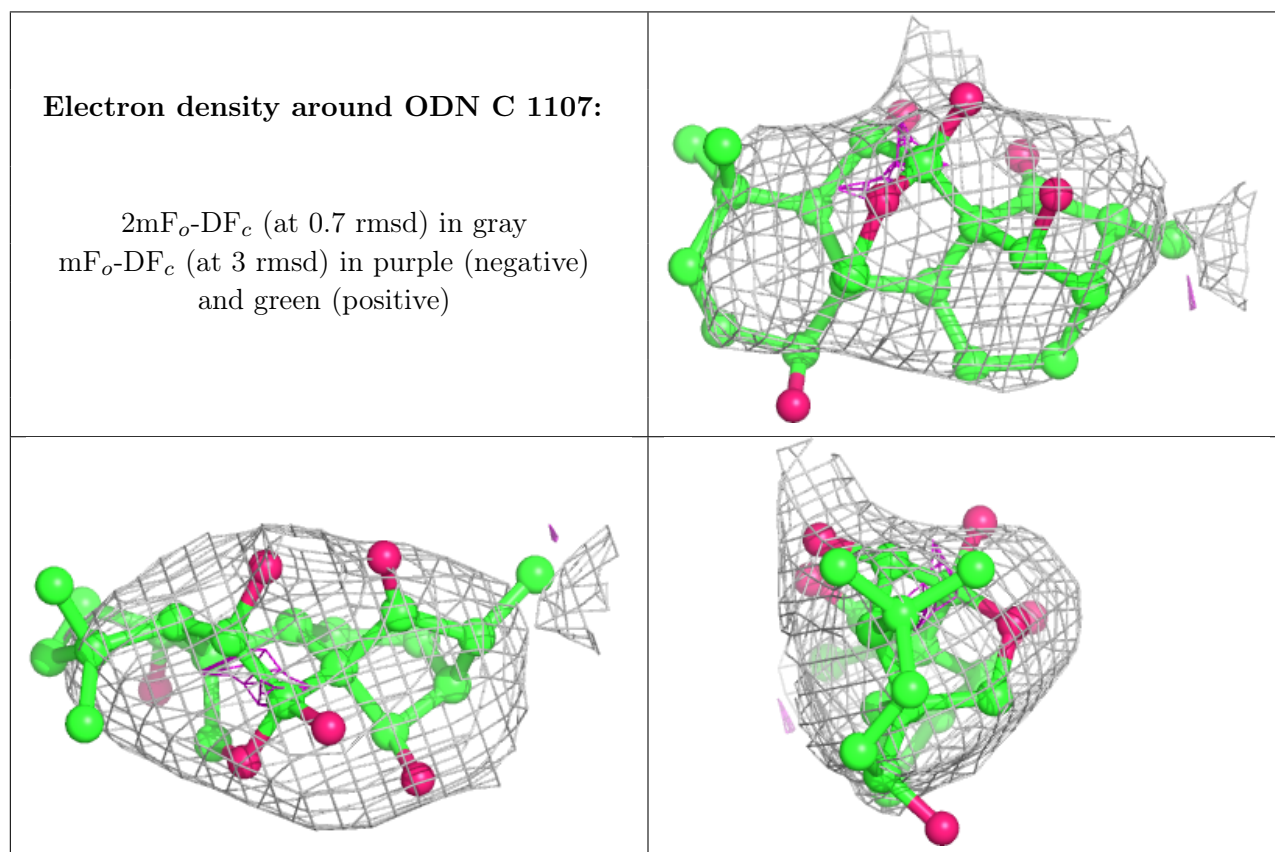 Electron density around ODN C 1107:
2mFₒ-DF𝒸 (at 0.7 rmsd) in gray
mFₒ-DF𝒸 (at 3 rmsd) in purple (negative)
and green (positive)